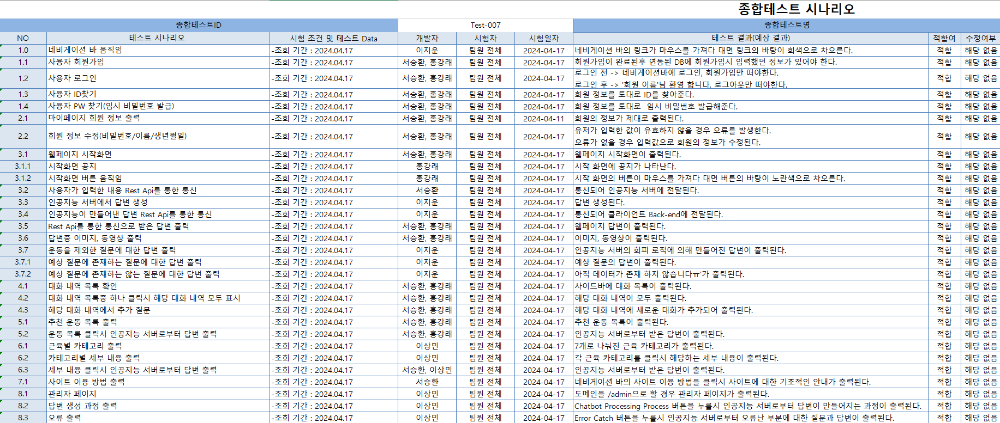 종합테스트 시나리오
종합테스트ID Test-007 종합테스트명
NO 테스트 시나리오 시험 조건 및 테스트 Data 개발자 시험자 시험일자 테스트 결과(예상 결과) 적합여 수정여부
1.0 네비게이션 바 움직임 -조회 기간 : 2024.04.17 이지운 팀원 전체 2024-04-17 네비게이션 바의 링크가 마우스를 가져다 대면 링크의 바탕이 회색으로 차오른다. 적합 해당 없음
1.1 사용자 회원가입 -조회 기간 : 2024.04.17 서승환, 홍강래 팀원 전체 2024-04-17 회원가입이 완료된후 연동된 DB에 회원가입시 입력했던 정보가 있어야 한다. 적합 해당 없음
1.2 사용자 로그인 -조회 기간 : 2024.04.17 서승환, 홍강래 팀원 전체 2024-04-17 로그인 전 -> 네비게이션바에 로그인, 회원가입만 떠야한다. 적합 해당 없음
로그인 후 -> '회원 이름'님 환영 합니다, 로그아웃만 떠야한다.
1.3 사용자 ID찾기 -조회 기간 : 2024.04.17 서승환, 홍강래 팀원 전체 2024-04-17 회원 정보를 토대로 ID를 찾아준다. 적합 해당 없음
1.4 사용자 PW 찾기(임시 비밀번호 발급) -조회 기간 : 2024.04.17 서승환, 홍강래 팀원 전체 2024-04-17 회원 정보를 토대로 임시 비밀번호 발급해준다. 적합 해당 없음
2.1 마이페이지 회원 정보 출력 -조회 기간 : 2024.04.17 서승환, 홍강래 팀원 전체 2024-04-11 회원의 정보가 제대로 출력된다. 적합 해당 없음
2.2 회원 정보 수정(비밀번호/이름/생년월일) -조회 기간 : 2024.04.17 서승환, 홍강래 팀원 전체 2024-04-17 유저가 입력한 값이 유효하지 않을 경우 오류를 발생한다. 적합 해당 없음
오류가 없을 경우 입력값으로 회원의 정보가 수정된다.
3.1 웹페이지 시작화면 -조회 기간 : 2024.04.17 서승환, 홍강래 팀원 전체 2024-04-17 웹페이지 시작화면이 출력된다. 적합 해당 없음
3.1.1 시작화면 공지 -조회 기간 : 2024.04.17 홍강래 팀원 전체 2024-04-17 시작 화면에 공지가 나타난다. 적합 해당 없음
3.1.2 시작화면 버튼 움직임 -조회 기간 : 2024.04.17 홍강래 팀원 전체 2024-04-17 시작 화면의 버튼이 마우스를 가져다 대면 버튼의 바탕이 노란색으로 차오른다. 적합 해당 없음
3.2 사용자가 입력한 내용 Rest Api를 통한 통신 -조회 기간 : 2024.04.17 서승환 팀원 전체 2024-04-17 통신되어 인공지능 서버에 전달된다. 적합 해당 없음
3.3 인공지능 서버에서 답변 생성 -조회 기간 : 2024.04.17 이지운 팀원 전체 2024-04-17 답변 생성된다. 적합 해당 없음
3.4 인공지능이 만들어낸 답변 Rest Api를 통한 통신 -조회 기간 : 2024.04.17 이지운 팀원 전체 2024-04-17 통신되어 클라이언트 Back-end에 전달된다. 적합 해당 없음
3.5 Rest Api를 통한 통신으로 받은 답변 출력 -조회 기간 : 2024.04.17 서승환, 홍강래 팀원 전체 2024-04-17 웹페이지 답변이 출력된다. 적합 해당 없음
3.6 답변중 이미지, 동영상 출력 -조회 기간 : 2024.04.17 서승환, 홍강래 팀원 전체 2024-04-17 이미지, 동영상이 출력된다. 적합 해당 없음
3.7 운동을 제외한 질문에 대한 답변 출력 -조회 기간 : 2024.04.17 이지운 팀원 전체 2024-04-17 인공지능 서버의 회피 로직에 의해 만들어진 답변이 출력된다. 적합 해당 없음
3.7.1 예상 질문에 존재하는 질문에 대한 답변 출력 -조회 기간 : 2024.04.17 이지운 팀원 전체 2024-04-17 예상 질문의 답변이 출력된다. 적합 해당 없음
3.7.2 예상 질문에 존재하는 않는 질문에 대한 답변 출력 -조회 기간 : 2024.04.17 이지운 팀원 전체 2024-04-17 아직 데이터가 존재 하지 않습니다ㅠ'가 출력된다. 적합 해당 없음
4.1 대화 내역 목록 확인 -조회 기간 : 2024.04.17 서승환, 홍강래 팀원 전체 2024-04-17 사이드바에 대화 목록이 출력된다. 적합 해당 없음
4.2 대화 내역 목록중 하나 클릭시 해당 대화 내역 모두 표시 -조회 기간 : 2024.04.17 서승환, 홍강래 팀원 전체 2024-04-17 해당 대화 내역이 모두 출력된다. 적합 해당 없음
4.3 해당 대화 내역에서 추가 질문 -조회 기간 : 2024.04.17 서승환, 홍강래 팀원 전체 2024-04-17 해당 대화 내역에 새로운 대화가 추가되어 출력된다. 적합 해당 없음
5.1 추천 운동 목록 출력 -조회 기간 : 2024.04.17 서승환, 홍강래 팀원 전체 2024-04-17 추천 운동 목록이 출력된다. 적합 해당 없음
5.2 운동 목록 클릭시 인공지능 서버로부터 답변 출력 -조회 기간 : 2024.04.17 서승환, 홍강래 팀원 전체 2024-04-17 인공지능 서버로부터 받은 답변이 출력된다. 적합 해당 없음
6.1 근육별 카테고리 출력 -조회 기간 : 2024.04.17 이상민 팀원 전체 2024-04-17 7개로 나눠진 근육 카테고리가 출력된다. 적합 해당 없음
6.2 카테고리별 세부 내용 출력 -조회 기간 : 2024.04.17 이상민 팀원 전체 2024-04-17 각 근육 카테고리를 클릭시 해당하는 세부 내용이 출력된다. 적합 해당 없음
6.3 세부 내용 클릭시 인공지능 서버로부터 답변 출력 -조회 기간 : 2024.04.17 서승환, 이상민 팀원 전체 2024-04-17 인공지능 서버로부터 받은 답변이 출력된다. 적합 해당 없음
7.1 사이트 이용 방법 출력 -조회 기간 : 2024.04.17 서승환 팀원 전체 2024-04-17 네비게이션 바의 사이트 이용 방법을 클릭시 사이트에 대한 기초적인 안내가 출력된다. 적합 해당 없음
8.1 관리자 페이지 -조회 기간 : 2024.04.17 이상민 팀원 전체 2024-04-17 도메인을 /admin으로 할 경우 관리자 페이지가 출력된다. 적합 해당 없음
8.2 답변 생성 과정 출력 -조회 기간 : 2024.04.17 이상민 팀원 전체 2024-04-17 Chatbot Processing Process 버튼을 누를시 인공지능 서버로부터 답변이 만들어지는 과정이 출력된다. 적합 해당 없음
8.3 오류 출력 -조회 기간 : 2024.04.17 이상민 팀원 전체 2024-04-17 Error Catch 버튼을 누를시 인공지능 서버로부터 오류난 부분에 대한 질문과 답변이 출력된다. 적합 해당 없음